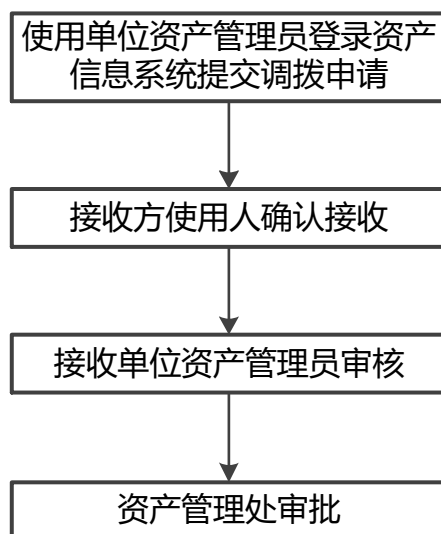 使用单位资产管理员登录资产
信息系统提交调拨申请
接收方使用人确认接收
接收单位资产管理员审核
资产管理处审批